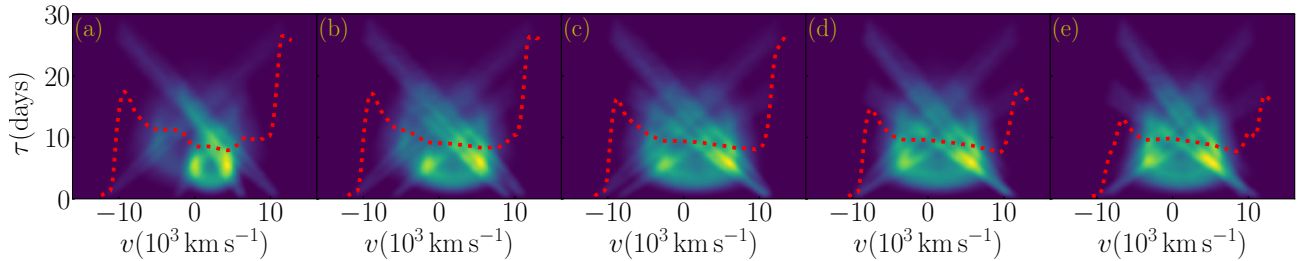 (a) (b) (c) (d) (e)
30
20
10
0
τ(days)
−10 0 10 −10 0 10 −10 0 10 −10 0 10 −10 0 10
v(10³ km s⁻¹) v(10³ km s⁻¹) v(10³ km s⁻¹) v(10³ km s⁻¹) v(10³ km s⁻¹)